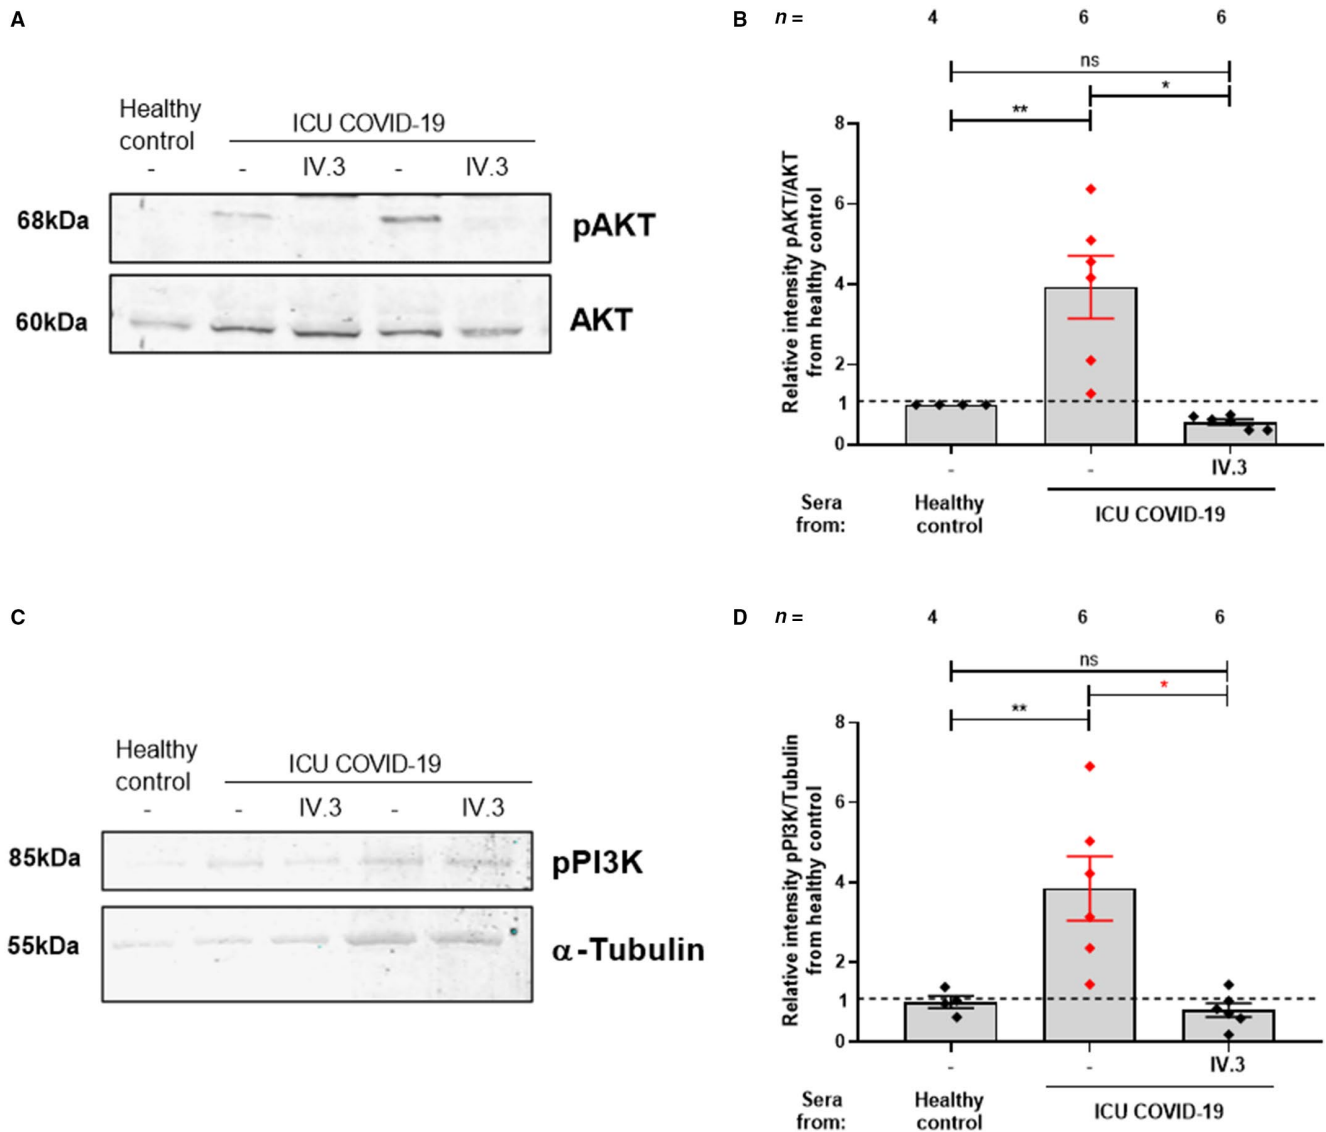 A
Healthy
control
ICU COVID-19
- - IV.3 - IV.3
68kDa pAKT
60kDa AKT
B n = 4 6 6
ns
*
**
8
6
4
2
1
0
Relative intensity pAKT/AKT
from healthy control
- - IV.3
Sera
from:
Healthy
control
ICU COVID-19
C
Healthy
control
ICU COVID-19
- - IV.3 - IV.3
85kDa pPI3K
55kDa α-Tubulin
D n = 4 6 6
ns
*
**
8
6
4
2
1
0
Relative intensity pPI3K/Tubulin
from healthy control
- - IV.3
Sera
from:
Healthy
control
ICU COVID-19